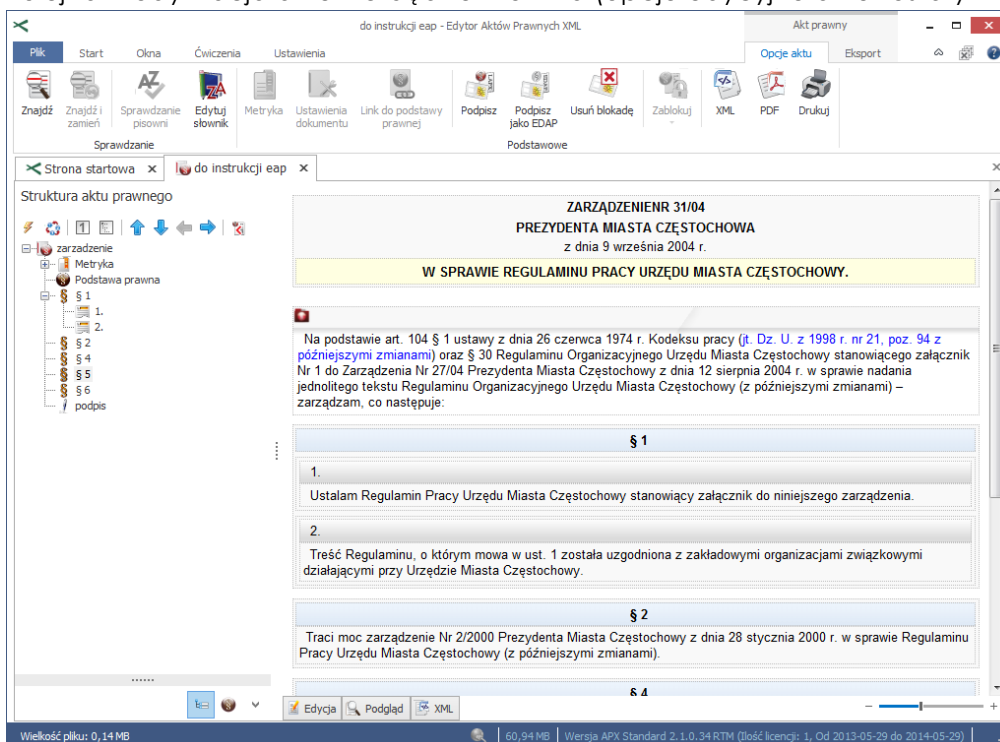 do instrukcji eap - Edytor Aktów Prawnych XML
Akt prawny
Plik Start Okna Ćwiczenia Ustawienia Opcje aktu Eksport
Znajdź
Znajdź i zamień
Sprawdzanie pisowni
Edytuj słownik
Metryka
Ustawienia dokumentu
Link do podstawy prawnej
Podpisz
Podpisz jako EDAP
Usuń blokadę
Zablokuj
XML
PDF
Drukuj
Sprawdzanie
Podstawowe
Strona startowa
do instrukcji eap
Struktura aktu prawnego
zarzadzenie
Metryka
Podstawa prawna
§ 1
1.
2.
§ 2
§ 4
§ 5
§ 6
podpis
ZARZĄDZENIENR 31/04
PREZYDENTA MIASTA CZĘSTOCHOWA
z dnia 9 września 2004 r.
W SPRAWIE REGULAMINU PRACY URZĘDU MIASTA CZĘSTOCHOWY.
Na podstawie art. 104 § 1 ustawy z dnia 26 czerwca 1974 r. Kodeksu pracy (jt. Dz. U. z 1998 r. nr 21, poz. 94 z
późniejszymi zmianami) oraz § 30 Regulaminu Organizacyjnego Urzędu Miasta Częstochowy stanowiącego załącznik
Nr 1 do Zarządzenia Nr 27/04 Prezydenta Miasta Częstochowy z dnia 12 sierpnia 2004 r. w sprawie nadania
jednolitego tekstu Regulaminu Organizacyjnego Urzędu Miasta Częstochowy (z późniejszymi zmianami) –
zarządzam, co następuje:
§ 1
1.
Ustalam Regulamin Pracy Urzędu Miasta Częstochowy stanowiący załącznik do niniejszego zarządzenia.
2.
Treść Regulaminu, o którym mowa w ust. 1 została uzgodniona z zakładowymi organizacjami związkowymi
działającymi przy Urzędzie Miasta Częstochowy.
§ 2
Traci moc zarządzenie Nr 2/2000 Prezydenta Miasta Częstochowy z dnia 28 stycznia 2000 r. w sprawie Regulaminu
Pracy Urzędu Miasta Częstochowy (z późniejszymi zmianami).
§ 4
Edycja Podgląd XML
Wielkość pliku: 0,14 MB
60,94 MB Wersja APX Standard 2.1.0.34 RTM (Ilość licencji: 1, Od 2013-05-29 do 2014-05-29)